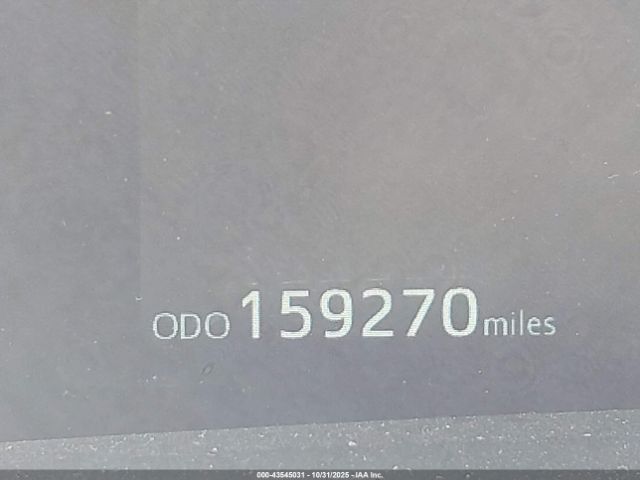 ODO 159270 miles
000-43545031 - 10/31/2025 - © IAA Inc.